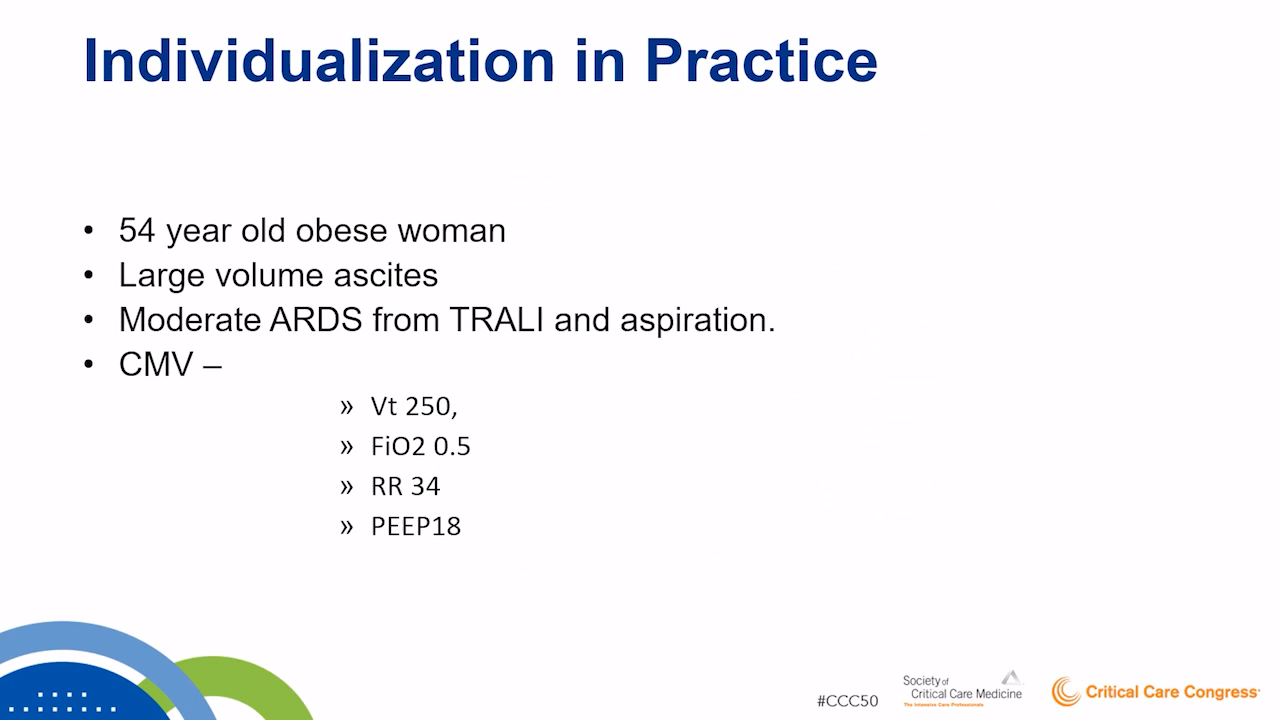 Individualization in Practice
• 54 year old obese woman
• Large volume ascites
• Moderate ARDS from TRALI and aspiration.
• CMV –
» Vt 250,
» FiO2 0.5
» RR 34
» PEEP18
#CCC50
Society of
Critical Care Medicine
The Intensive Care Professionals
Critical Care Congress